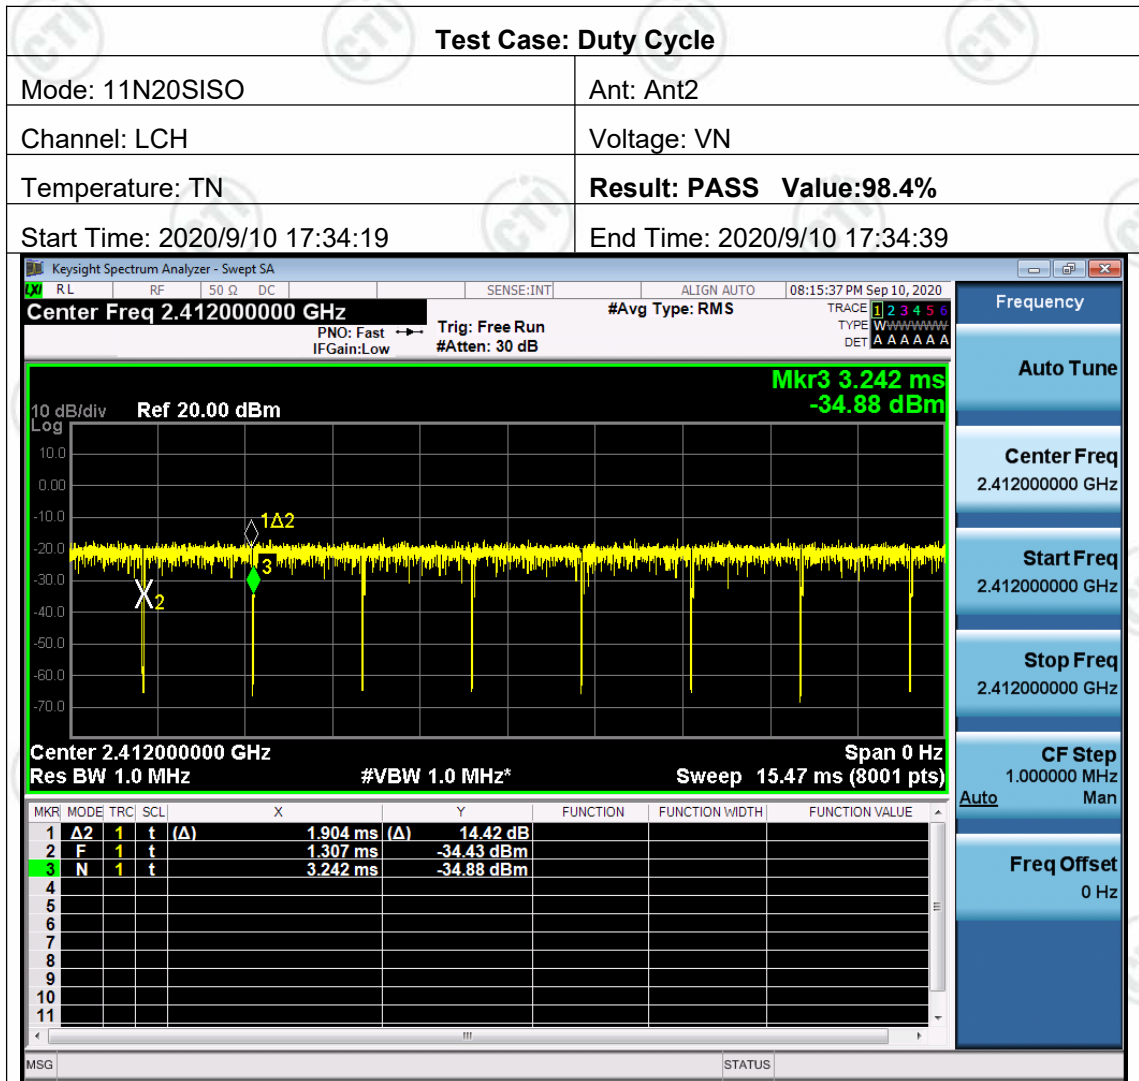 Test Case: Duty Cycle
Mode: 11N20SISO Ant: Ant2
Channel: LCH Voltage: VN
Temperature: TN Result: PASS Value:98.4%
Start Time: 2020/9/10 17:34:19 End Time: 2020/9/10 17:34:39
Keysight Spectrum Analyzer - Swept SA
LXI RL RF 50 Ω DC SENSE:INT ALIGN AUTO 08:15:37 PM Sep 10, 2020
Center Freq 2.412000000 GHz #Avg Type: RMS TRACE 1 2 3 4 5 6
PNO: Fast Trig: Free Run TYPE WWWWWW
IFGain:Low #Atten: 30 dB DET A A A A A A
Mkr3 3.242 ms
-34.88 dBm
10 dB/div Ref 20.00 dBm
Log
10.0
0.00
-10.0
-20.0
-30.0
-40.0
-50.0
-60.0
-70.0
1Δ2
3
2
Center 2.412000000 GHz Span 0 Hz
Res BW 1.0 MHz #VBW 1.0 MHz* Sweep 15.47 ms (8001 pts)
MKR MODE TRC SCL X Y FUNCTION FUNCTION WIDTH FUNCTION VALUE
1 Δ2 1 t (Δ) 1.904 ms (Δ) 14.42 dB
2 F 1 t 1.307 ms -34.43 dBm
3 N 1 t 3.242 ms -34.88 dBm
4
5
6
7
8
9
10
11
MSG STATUS
Frequency
Auto Tune
Center Freq
2.412000000 GHz
Start Freq
2.412000000 GHz
Stop Freq
2.412000000 GHz
CF Step
1.000000 MHz
Auto Man
Freq Offset
0 Hz
CTI